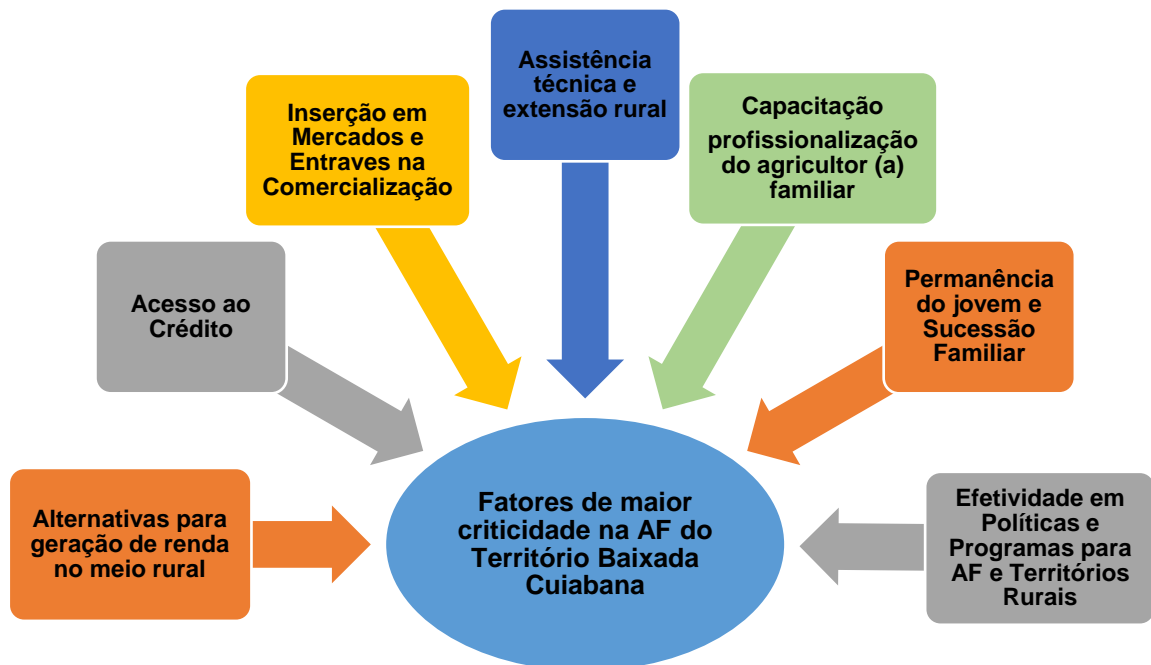 Assistência
técnica e
extensão rural
Inserção em
Mercados e
Entraves na
Comercialização
Capacitação
profissionalização
do agricultor (a)
familiar
Acesso ao
Crédito
Permanência
do jovem e
Sucessão
Familiar
Alternativas para
geração de renda
no meio rural
Fatores de maior
criticidade na AF do
Território Baixada
Cuiabana
Efetividade em
Políticas e
Programas para
AF e Territórios
Rurais